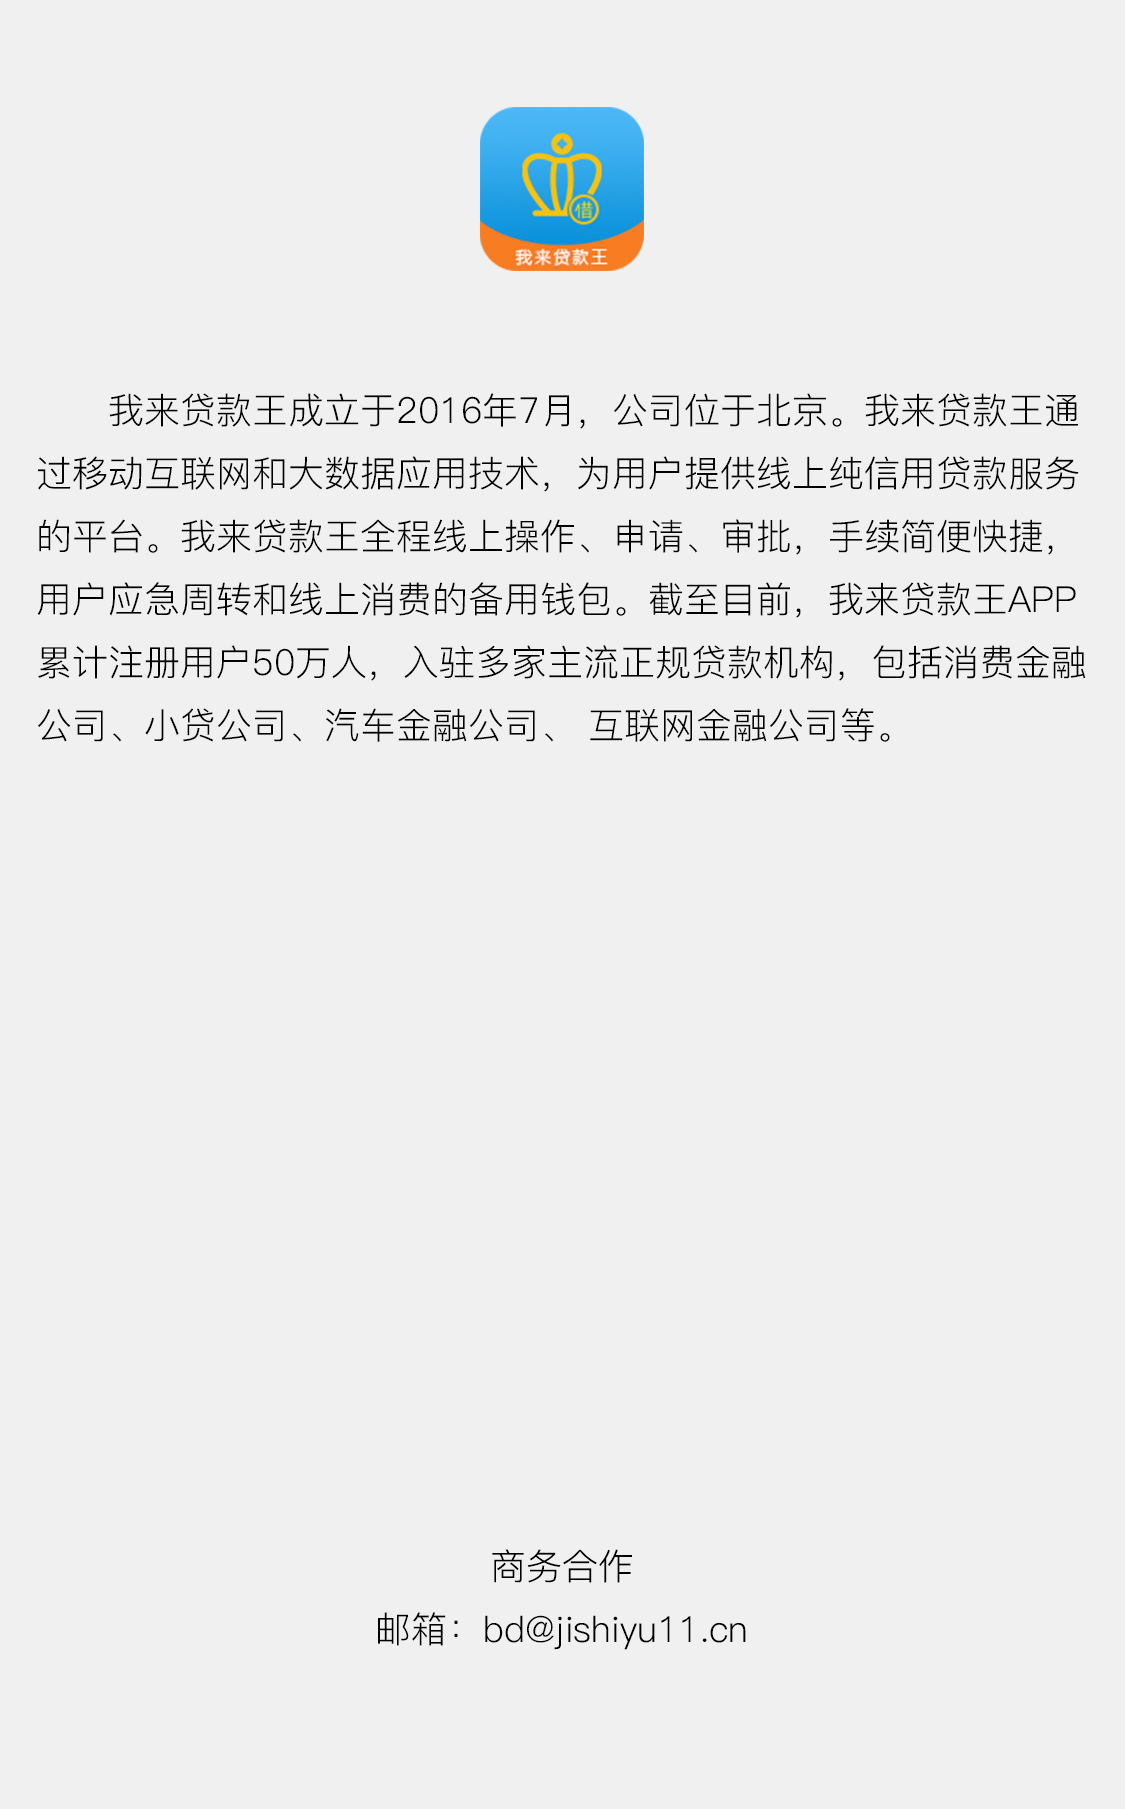 借
我来贷款王
我来贷款王成立于2016年7月，公司位于北京。我来贷款王通
过移动互联网和大数据应用技术，为用户提供线上纯信用贷款服务
的平台。我来贷款王全程线上操作、申请、审批，手续简便快捷，
用户应急周转和线上消费的备用钱包。截至目前，我来贷款王APP
累计注册用户50万人，入驻多家主流正规贷款机构，包括消费金融
公司、小贷公司、汽车金融公司、 互联网金融公司等。
商务合作
邮箱：bd@jishiyu11.cn